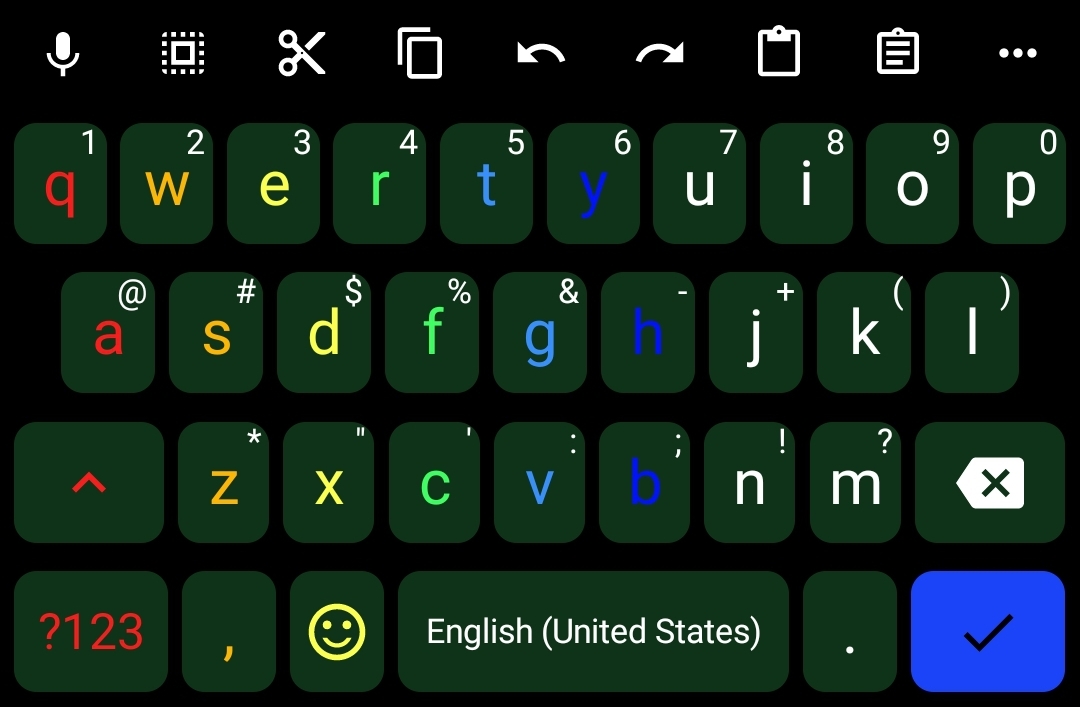 1 2 3 4 5 6 7 8 9 0
q w e r t y u i o p
@ # $ % & - + ( )
a s d f g h j k l
* " ' : ; ! ?
z x c v b n m
?123 , English (United States) .